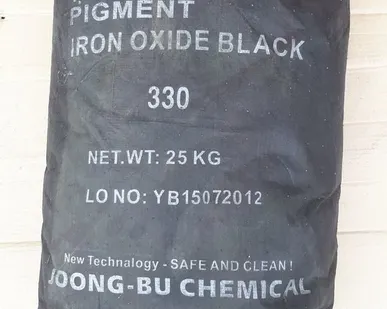 PIGMENT
IRON OXIDE BLACK
330
NET.WT: 25 KG
LO NO: YB15072012
New Technalogy - SAFE AND CLEAN !
JOONG-BU CHEMICAL